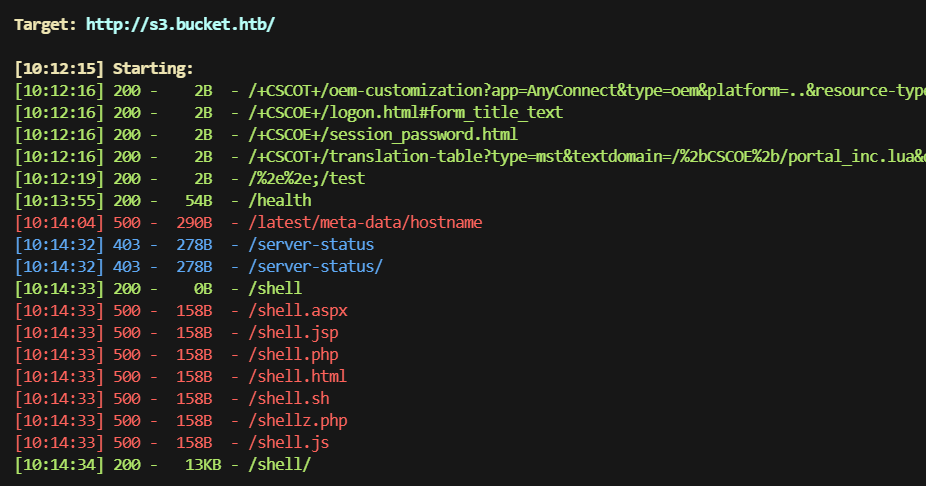 Target: http://s3.bucket.htb/
[10:12:15] Starting:
[10:12:16] 200 -    2B  - /+CSCOT+/oem-customization?app=AnyConnect&type=oem&platform=..&resource-type
[10:12:16] 200 -    2B  - /+CSCOE+/logon.html#form_title_text
[10:12:16] 200 -    2B  - /+CSCOE+/session_password.html
[10:12:16] 200 -    2B  - /+CSCOT+/translation-table?type=mst&textdomain=/%2bCSCOE%2b/portal_inc.lua&
[10:12:19] 200 -    2B  - /%2e%2e;/test
[10:13:55] 200 -   54B  - /health
[10:14:04] 500 -  290B  - /latest/meta-data/hostname
[10:14:32] 403 -  278B  - /server-status
[10:14:32] 403 -  278B  - /server-status/
[10:14:33] 200 -    0B  - /shell
[10:14:33] 500 -  158B  - /shell.aspx
[10:14:33] 500 -  158B  - /shell.jsp
[10:14:33] 500 -  158B  - /shell.php
[10:14:33] 500 -  158B  - /shell.html
[10:14:33] 500 -  158B  - /shell.sh
[10:14:33] 500 -  158B  - /shellz.php
[10:14:33] 500 -  158B  - /shell.js
[10:14:34] 200 -   13KB - /shell/